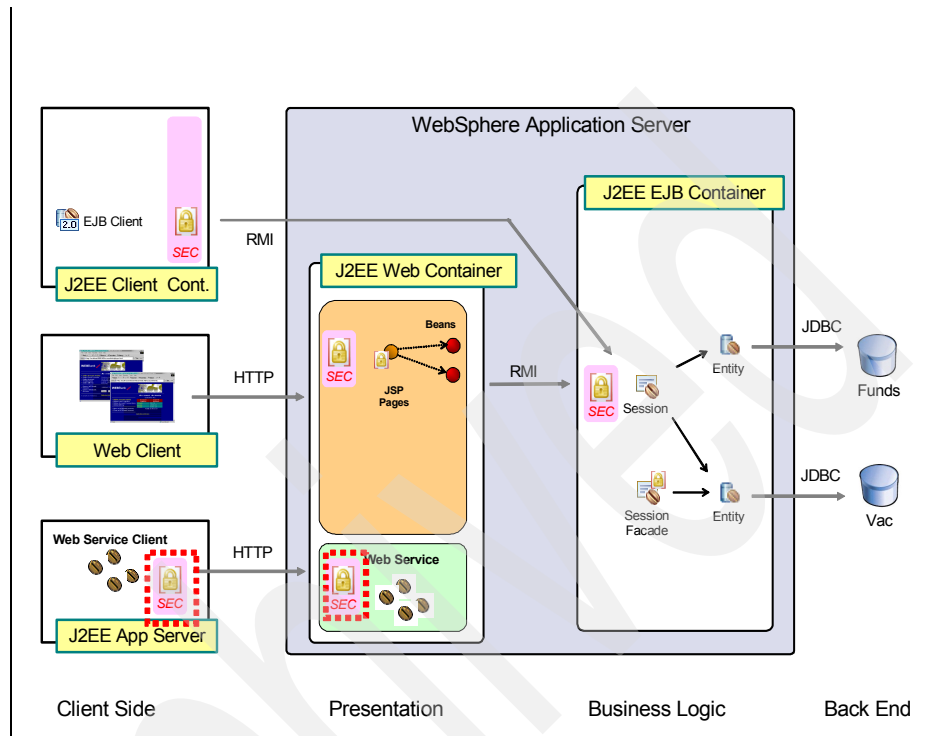 WebSphere Application Server
J2EE EJB Container
2.0 EJB Client
SEC
J2EE Client Cont.
RMI
J2EE Web Container
Beans
SEC
JSP
Pages
HTTP
Web Client
RMI
SEC
Session
Entity
JDBC
Funds
Session
Facade
Entity
JDBC
Vac
Web Service Client
SEC
J2EE App Server
HTTP
Web Service
SEC
Client Side
Presentation
Business Logic
Back End